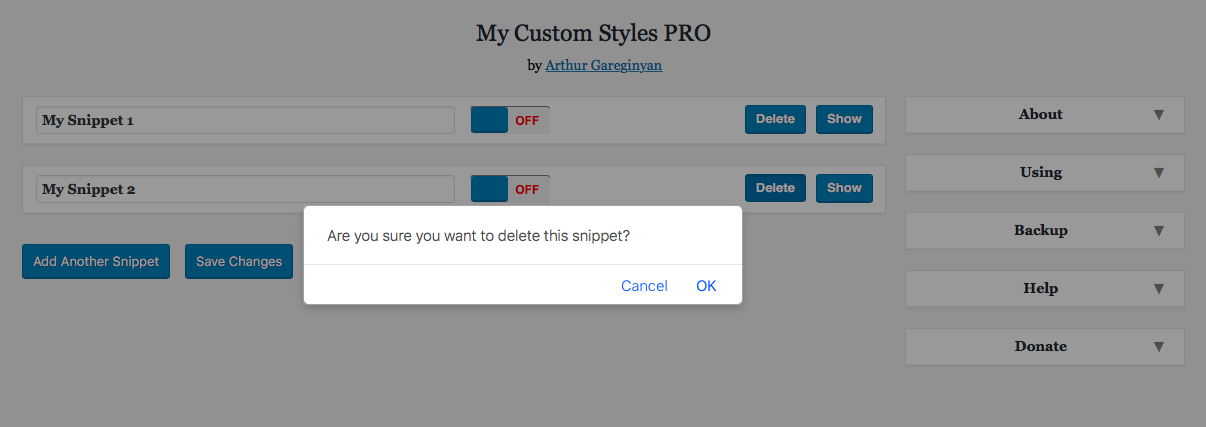 My Custom Styles PRO
by Arthur Gareginyan
My Snippet 1 OFF Delete Show
My Snippet 2 OFF Delete Show
Add Another Snippet Save Changes
Are you sure you want to delete this snippet?
Cancel OK
About ▼
Using ▼
Backup ▼
Help ▼
Donate ▼